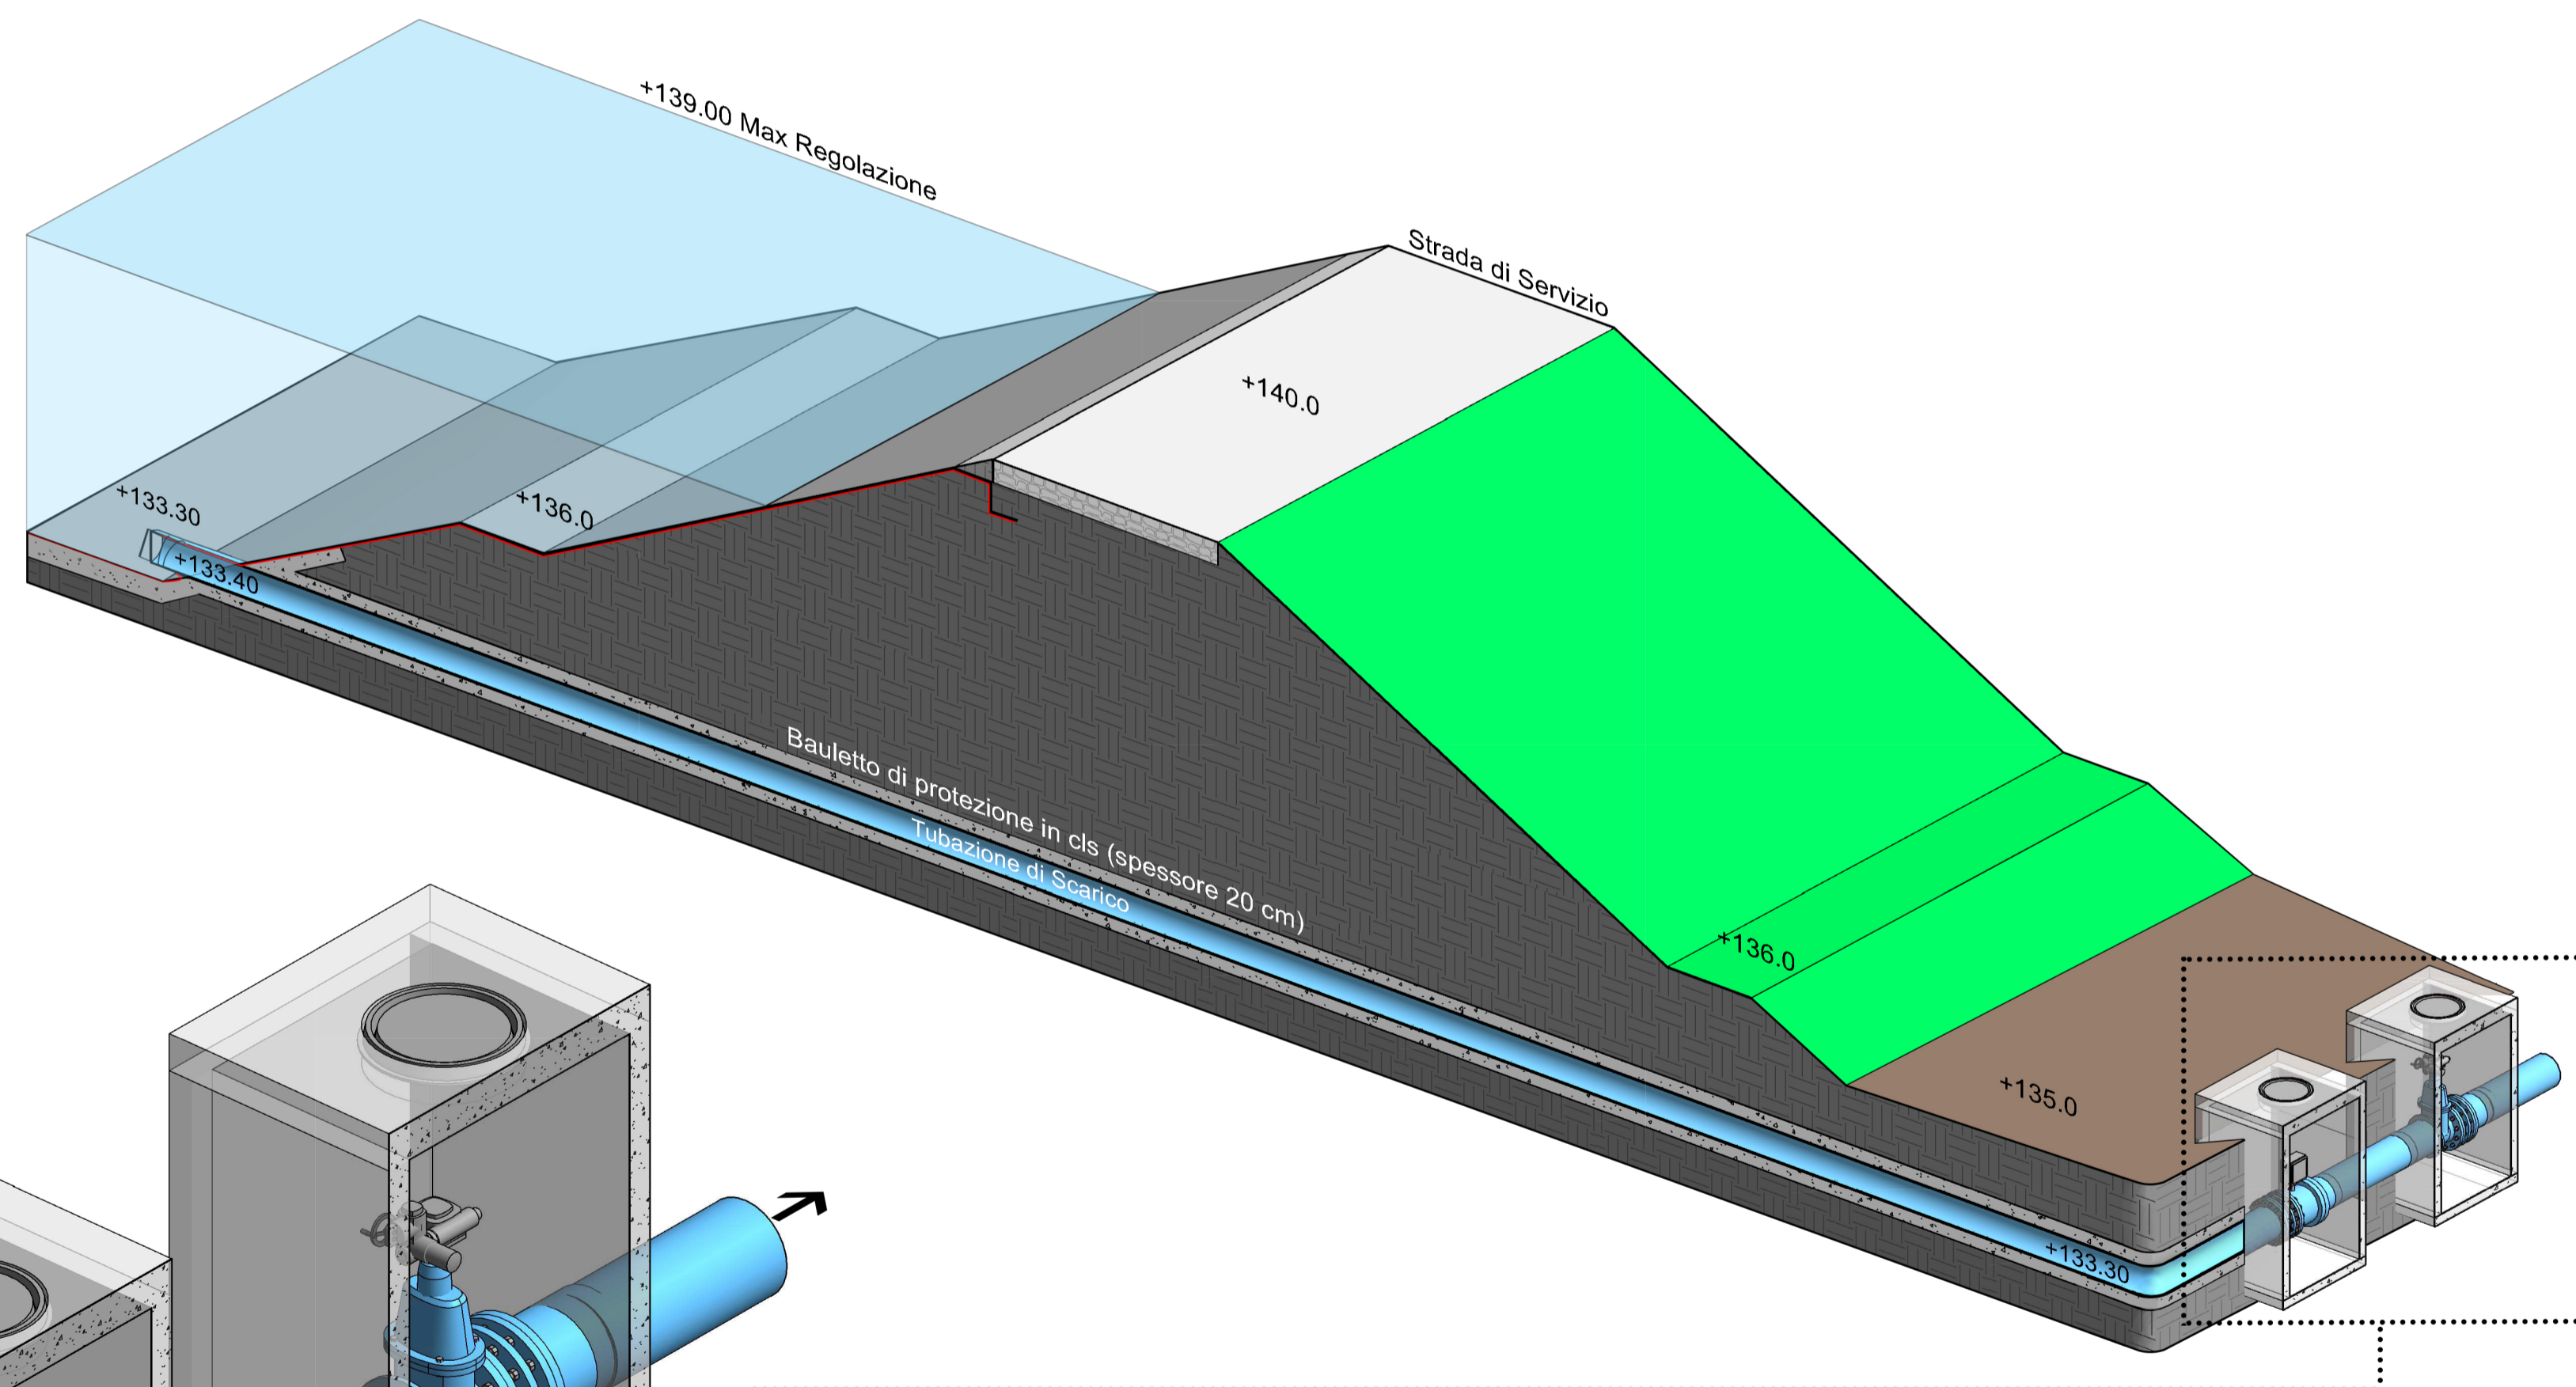 +139.00 Max Regolazione
Strada di Servizio
+140.0
+133.30
+136.0
+133.40
Bauletto di protezione in cls (spessore 20 cm)
Tubazione di Scarico
+136.0
+135.0
+133.30